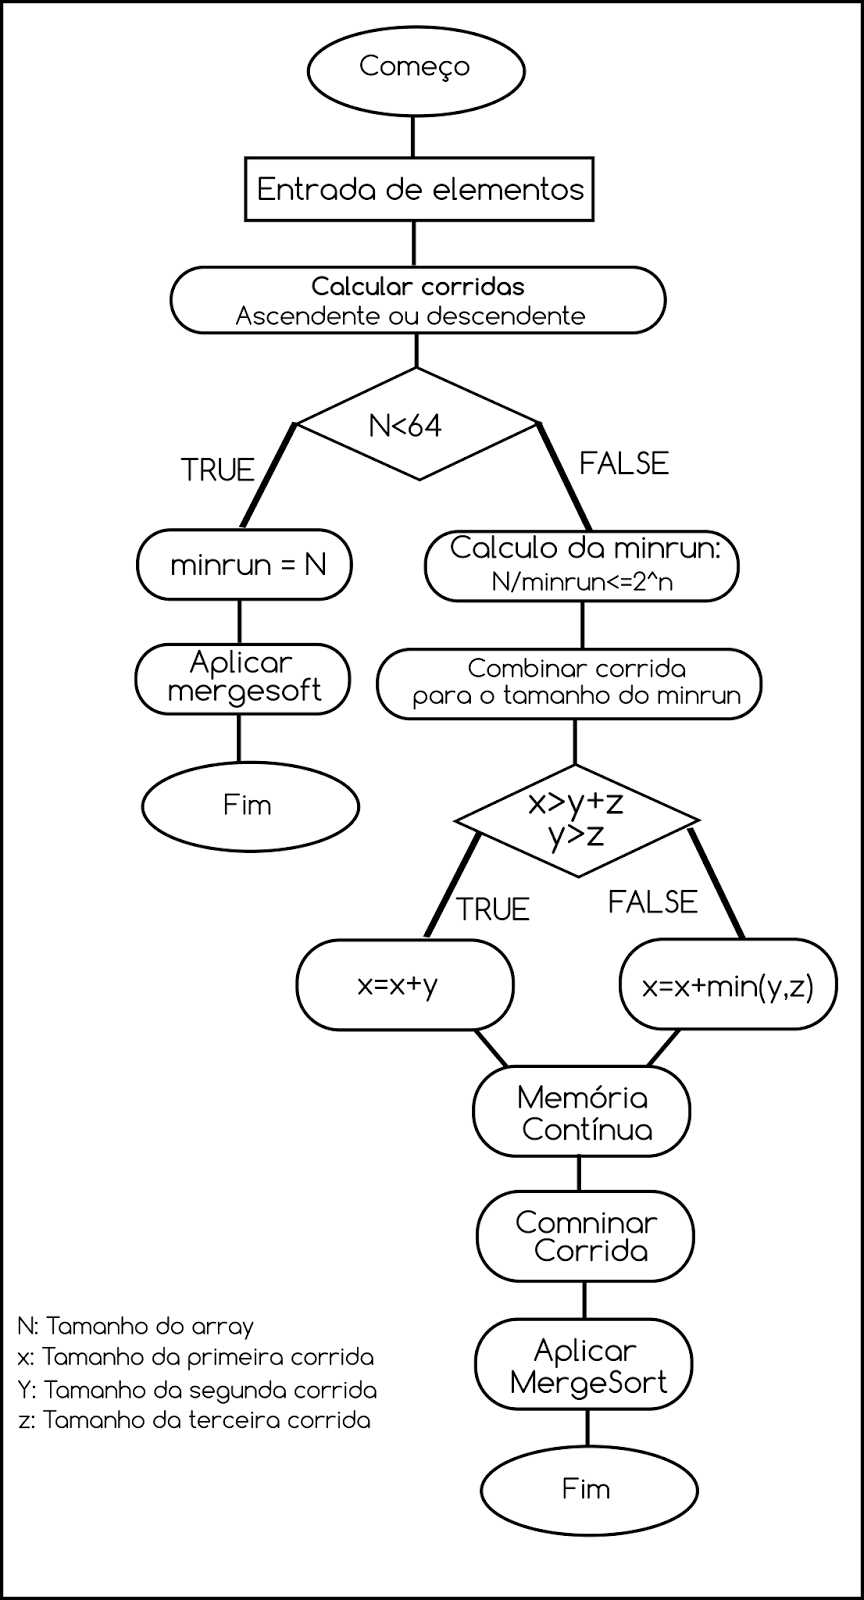 Começo
Entrada de elementos
Calcular corridas
Ascendente ou descendente
N<64
TRUE
FALSE
minrun = N
Calculo da minrun:
N/minrun<=2^n
Aplicar
mergesoft
Combinar corrida
para o tamanho do minrun
Fim
x>y+z
y>z
TRUE
FALSE
x=x+y
x=x+min(y,z)
Memória
Contínua
Comninar
Corrida
Aplicar
MergeSort
Fim
N: Tamanho do array
x: Tamanho da primeira corrida
Y: Tamanho da segunda corrida
z: Tamanho da terceira corrida